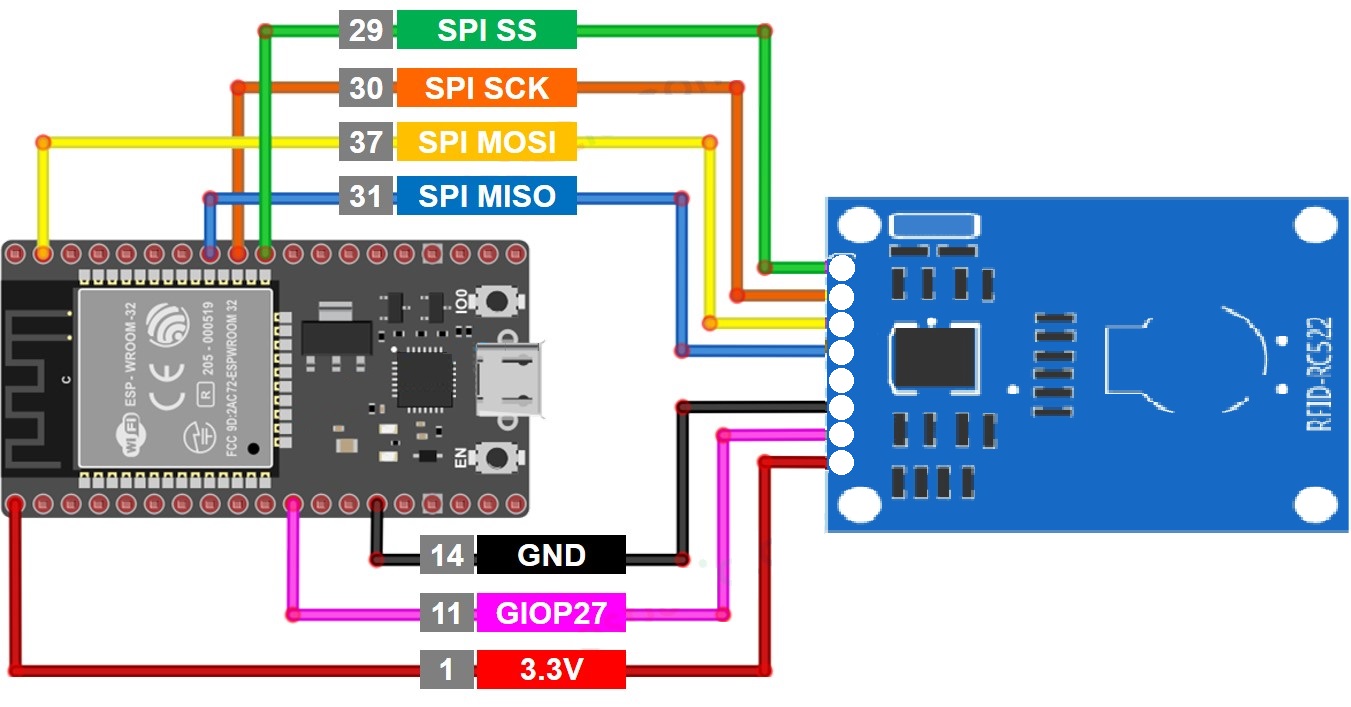 29 SPI SS
30 SPI SCK
37 SPI MOSI
31 SPI MISO
ESP - WROOM -32
205 -000519
FCC 9D:2AC72-ESPWROOM 32
CE
R
WiFi
C
IO0
EN
RFID-RC522
14 GND
11 GIOP27
1 3.3V